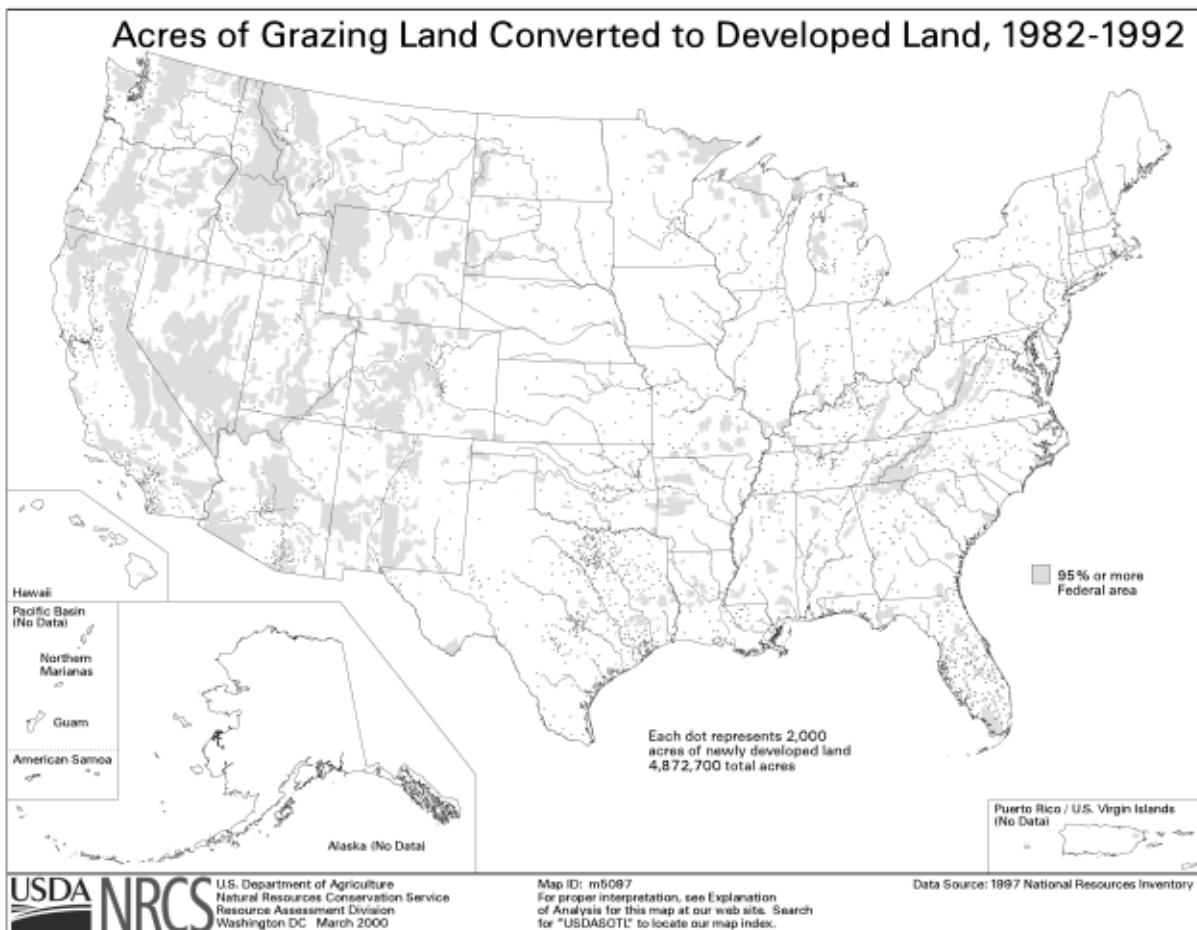 Acres of Grazing Land Converted to Developed Land, 1982-1992
95% or more
Federal area
Hawaii
Pacific Basin
(No Data)
Northern
Marianas
Guam
American Samoa
Alaska (No Data)
Each dot represents 2,000
acres of newly developed land
4,872,700 total acres
Puerto Rico / U.S. Virgin Islands
(No Data)
USDA
NRCS
U.S. Department of Agriculture
Natural Resources Conservation Service
Resource Assessment Division
Washington DC March 2000
Map ID: m5097
For proper interpretation, see Explanation
of Analysis for this map at our web site. Search
for "USDASOTL" to locate our map index.
Data Source: 1997 National Resources Inventory